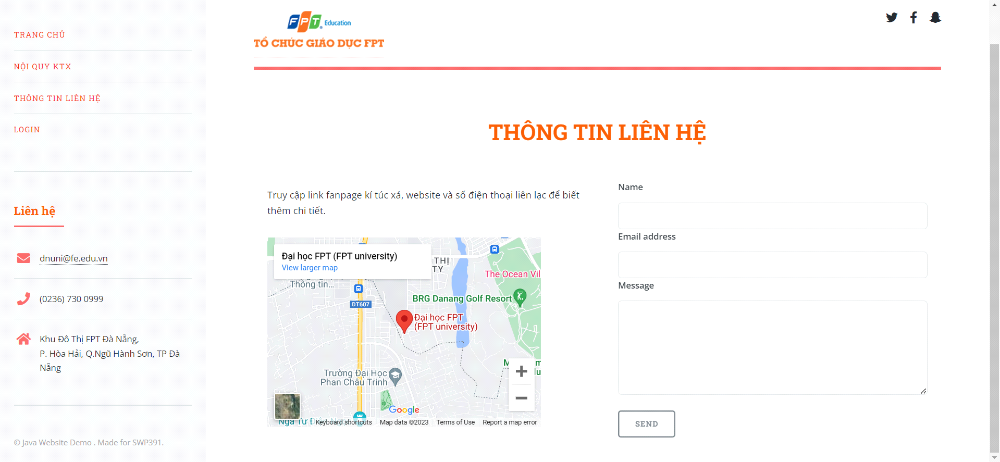 TRANG CHỦ
NỘI QUY KTX
THÔNG TIN LIÊN HỆ
LOGIN
Liên hệ
dnuni@fe.edu.vn
(0236) 730 0999
Khu Đô Thị FPT Đà Nẵng,
P. Hòa Hải, Q.Ngũ Hành Sơn, TP Đà
Nẵng
© Java Website Demo . Made for SWP391.
FPT Education
TỔ CHỨC GIÁO DỤC FPT
THÔNG TIN LIÊN HỆ
Truy cập link fanpage kí túc xá, website và số điện thoại liên lạc để biết
thêm chi tiết.
Đại học FPT (FPT university)
View larger map
THỊ
TY
Thông tin...
The Ocean Vil
DT607
BRG Danang Golf Resort
Đại học FPT
(FPT university)
Trường Đại Học
Phan Châu Trinh
Google
Keyboard shortcuts
Map data ©2023
Terms of Use
Report a map error
Name
Email address
Message
SEND